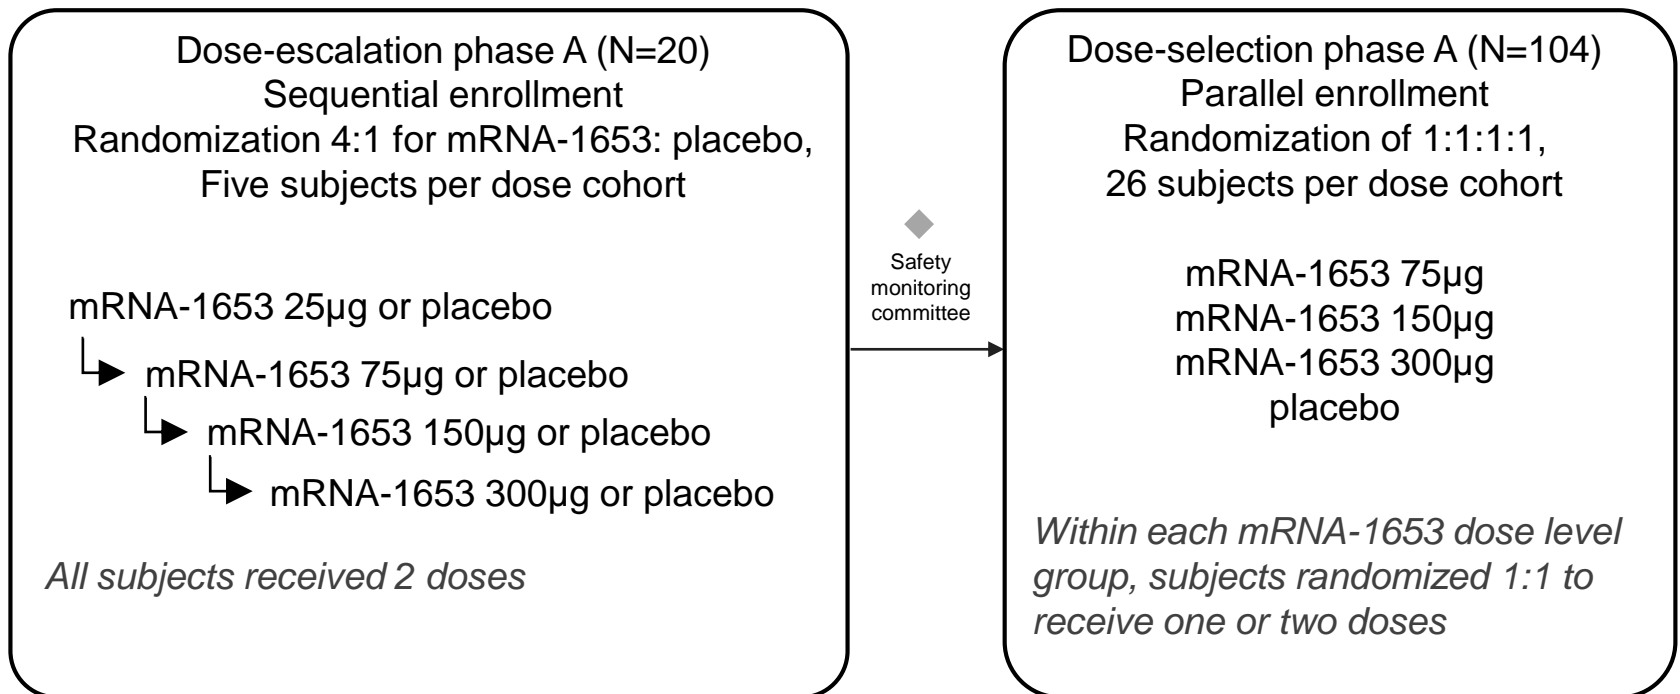 Dose-escalation phase A (N=20)
Sequential enrollment
Randomization 4:1 for mRNA-1653: placebo,
Five subjects per dose cohort
mRNA-1653 25µg or placebo
mRNA-1653 75µg or placebo
mRNA-1653 150µg or placebo
mRNA-1653 300µg or placebo
All subjects received 2 doses
Safety
monitoring
committee
Dose-selection phase A (N=104)
Parallel enrollment
Randomization of 1:1:1:1,
26 subjects per dose cohort
mRNA-1653 75µg
mRNA-1653 150µg
mRNA-1653 300µg
placebo
Within each mRNA-1653 dose level
group, subjects randomized 1:1 to
receive one or two doses